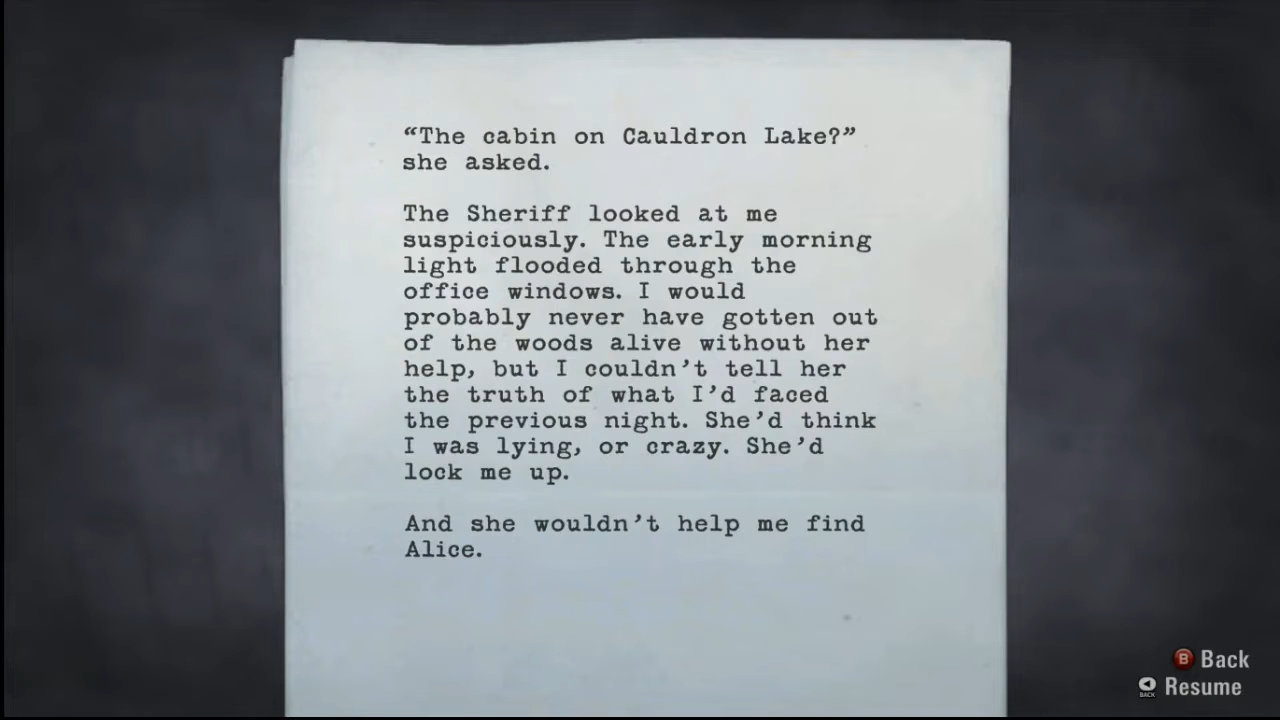 “The cabin on Cauldron Lake?”
she asked.
The Sheriff looked at me
suspiciously. The early morning
light flooded through the
office windows. I would
probably never have gotten out
of the woods alive without her
help, but I couldn’t tell her
the truth of what I’d faced
the previous night. She’d think
I was lying, or crazy. She’d
lock me up.
And she wouldn’t help me find
Alice.
B Back
BACK Resume